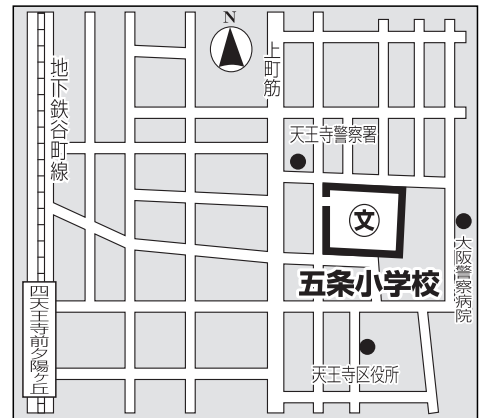 N
地下鉄谷町線
上町筋
天王寺警察署
文
大阪警察病院
五条小学校
四天王寺前夕陽ヶ丘
天王寺区役所